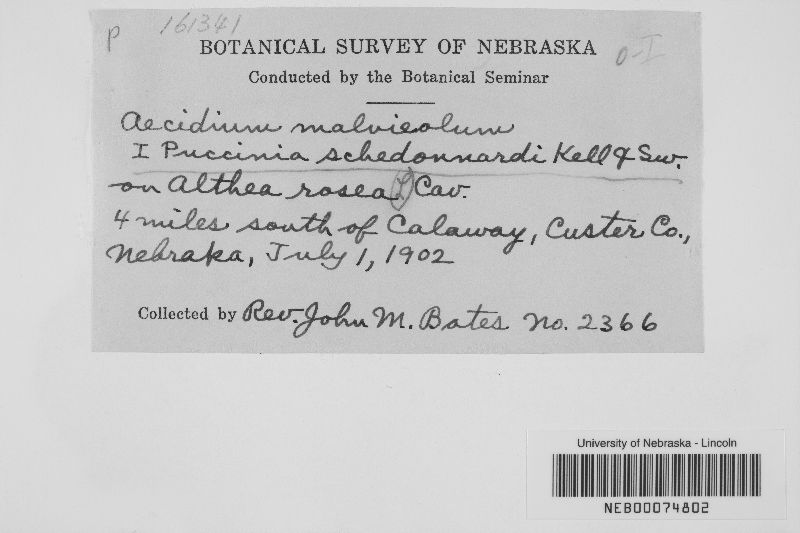 p 161341
BOTANICAL SURVEY OF NEBRASKA
0-I
Conducted by the Botanical Seminar
Aecidium malvicolum
I Puccinia schedonnardi Kell & Sw.
on Althea rosea (L) Cav.
4 miles south of Calaway, Custer Co.,
Nebraka, July 1, 1902
Collected by Rev. John M. Bates No. 2366
University of Nebraska - Lincoln
NEB00074802